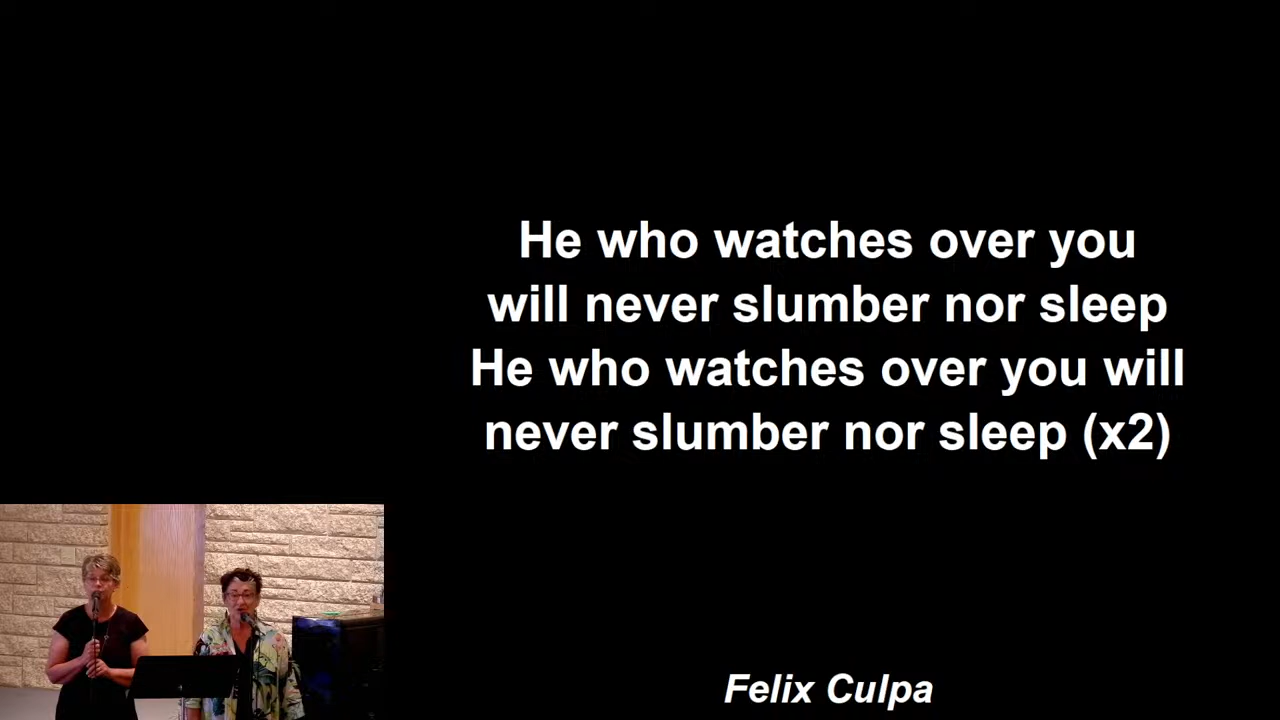 He who watches over you
will never slumber nor sleep
He who watches over you will
never slumber nor sleep (x2)
Felix Culpa